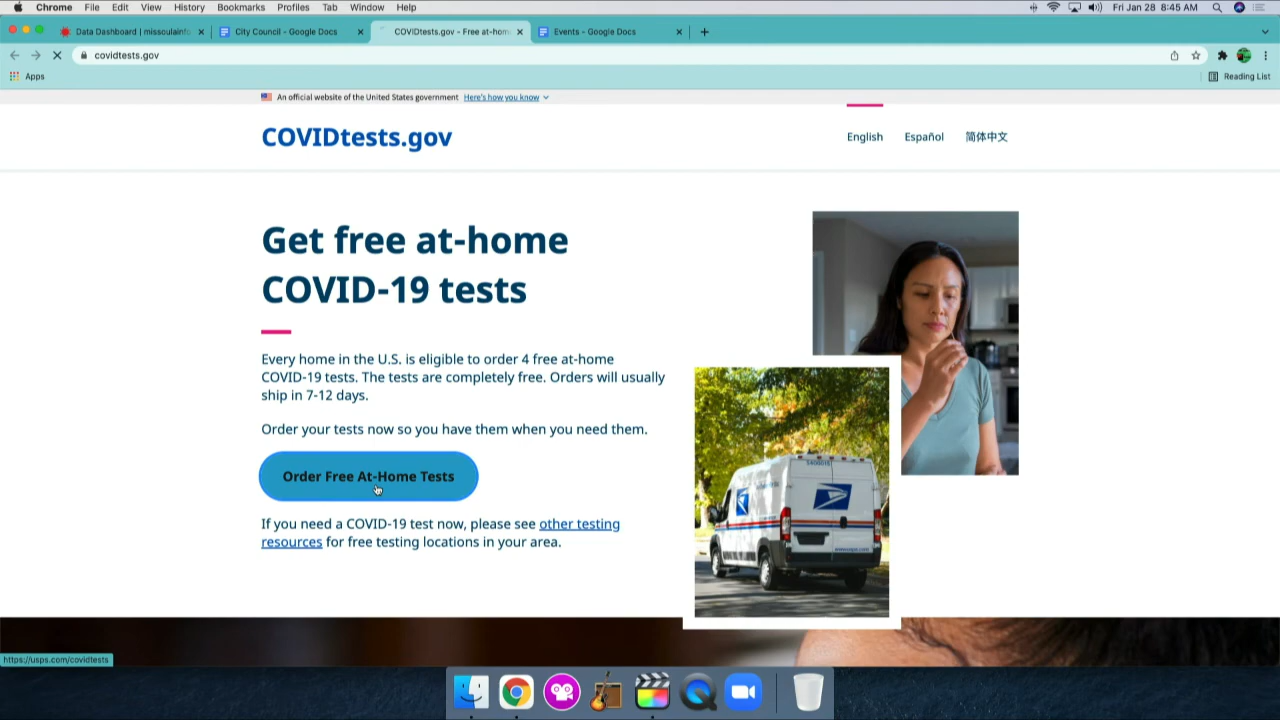 Chrome File Edit View History Bookmarks Profiles Tab Window Help Fri Jan 28 8:45 AM
Data Dashboard | missoulainfo City Council - Google Docs COVIDtests.gov - Free at-hom Events - Google Docs
covidtests.gov
Apps Reading List
An official website of the United States government Here's how you know
COVIDtests.gov English Español 简体中文
Get free at-home
COVID-19 tests
Every home in the U.S. is eligible to order 4 free at-home
COVID-19 tests. The tests are completely free. Orders will usually
ship in 7-12 days.
Order your tests now so you have them when you need them.
Order Free At-Home Tests
If you need a COVID-19 test now, please see other testing
resources for free testing locations in your area.
https://usps.com/covidtests